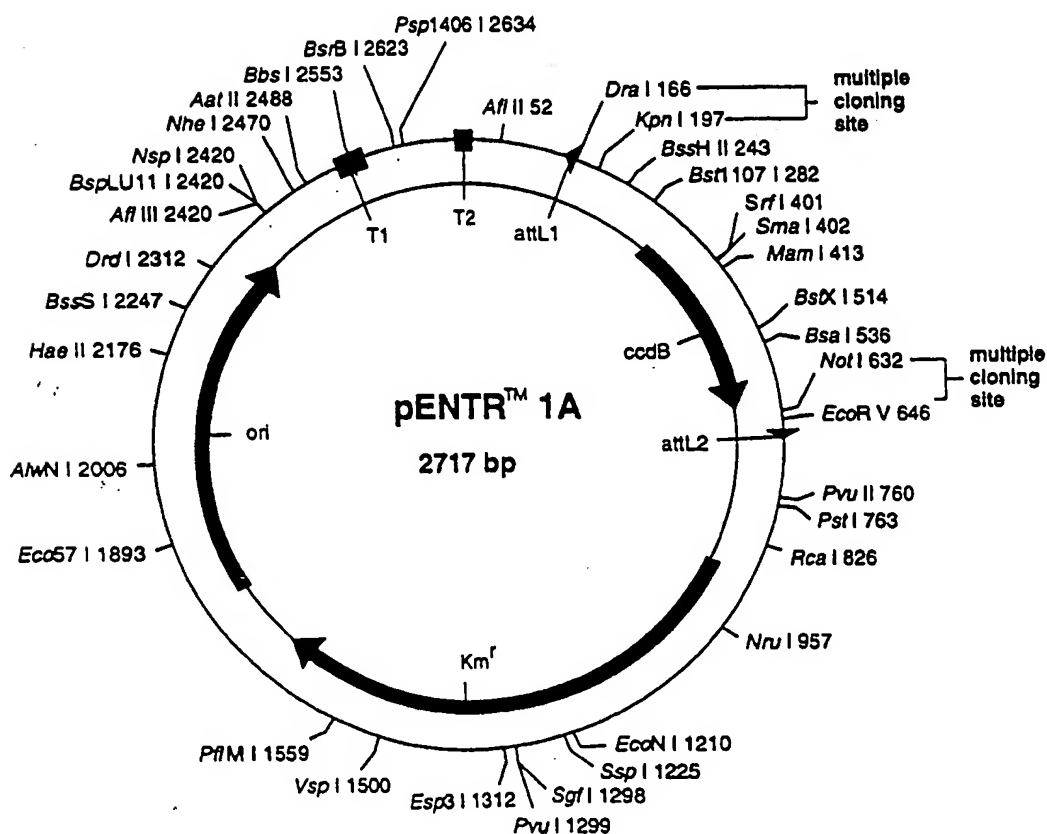 Psp1406 I 2634
BsrB I 2623
Bbs I 2553
Aat II 2488
Nhe I 2470
Nsp I 2420
BspLU11 I 2420
Afl III 2420
Drd I 2312
BssS I 2247
Hae II 2176
AlwN I 2006
Eco57 I 1893
PflM I 1559
Vsp I 1500
Esp3 I 1312
Pvu I 1299
Sgf I 1298
Ssp I 1225
EcoN I 1210
Nru I 957
Rca I 826
Pst I 763
Pvu II 760
EcoR V 646
Not I 632
multiple
cloning
site
Bsa I 536
BstX I 514
Mam I 413
Sma I 402
Srf I 401
Bst1107 I 282
BssH II 243
Kpn I 197
Dra I 166
multiple
cloning
site
Afl II 52
T1
T2
attL1
ccdB
attL2
Kmr
ori
pENTR™ 1A
2717 bp